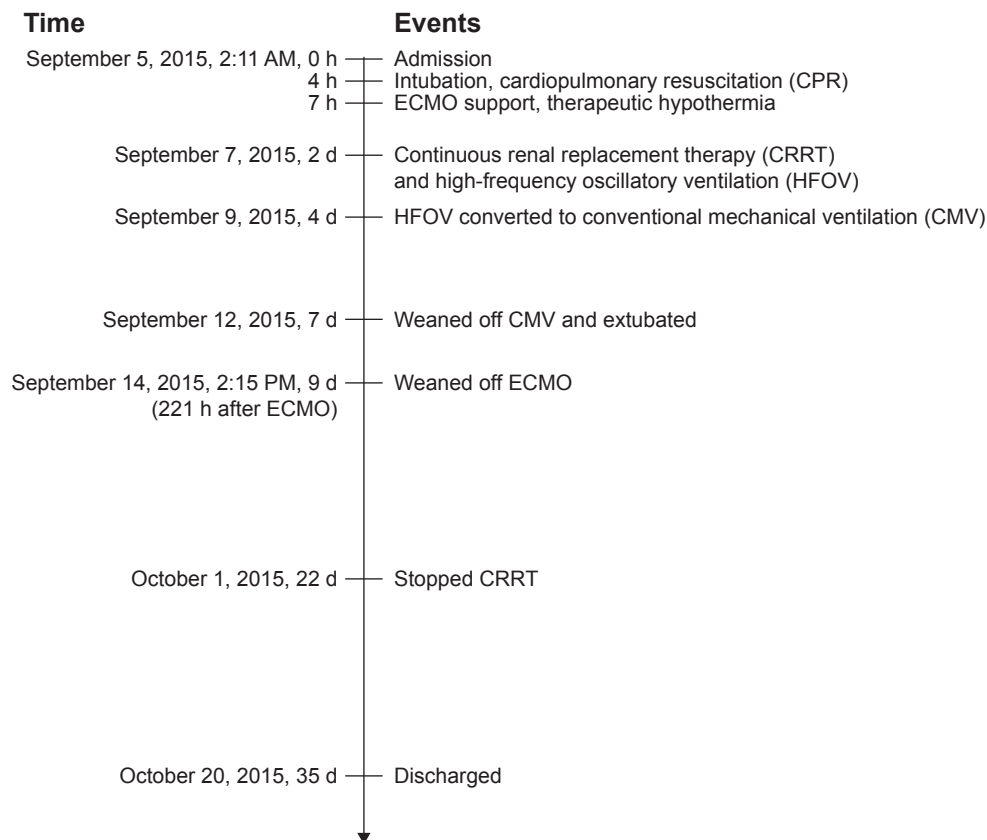 Time Events
September 5, 2015, 2:11 AM, 0 h Admission
4 h Intubation, cardiopulmonary resuscitation (CPR)
7 h ECMO support, therapeutic hypothermia
September 7, 2015, 2 d Continuous renal replacement therapy (CRRT)
and high-frequency oscillatory ventilation (HFOV)
September 9, 2015, 4 d HFOV converted to conventional mechanical ventilation (CMV)
September 12, 2015, 7 d Weaned off CMV and extubated
September 14, 2015, 2:15 PM, 9 d Weaned off ECMO
(221 h after ECMO)
October 1, 2015, 22 d Stopped CRRT
October 20, 2015, 35 d Discharged